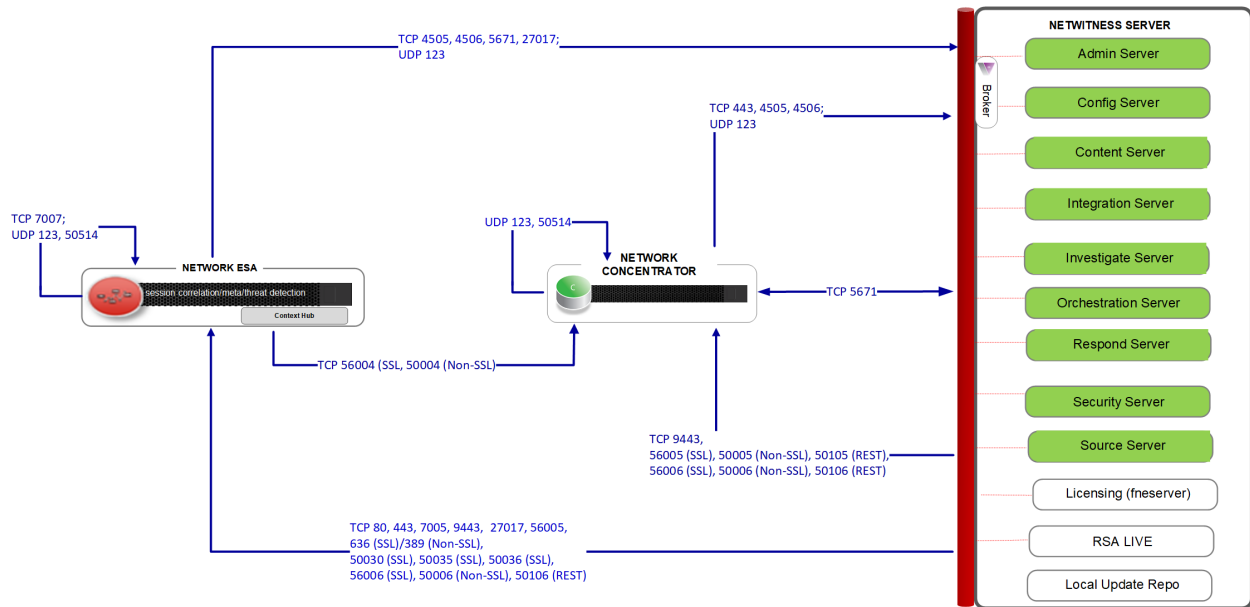 NETWITNESS SERVER
Admin Server
Broker
Config Server
Content Server
Integration Server
Investigate Server
Orchestration Server
Respond Server
Security Server
Source Server
Licensing (fneserver)
RSA LIVE
Local Update Repo
TCP 4505, 4506, 5671, 27017;
UDP 123
TCP 443, 4505, 4506;
UDP 123
TCP 7007;
UDP 123, 50514
UDP 123, 50514
NETWORK ESA
session correlation/meta/threat detection
Context Hub
NETWORK
CONCENTRATOR
C
TCP 5671
TCP 56004 (SSL, 50004 (Non-SSL)
TCP 9443,
56005 (SSL), 50005 (Non-SSL), 50105 (REST),
56006 (SSL), 50006 (Non-SSL), 50106 (REST)
TCP 80, 443, 7005, 9443, 27017, 56005,
636 (SSL)/389 (Non-SSL),
50030 (SSL), 50035 (SSL), 50036 (SSL),
56006 (SSL), 50006 (Non-SSL), 50106 (REST)